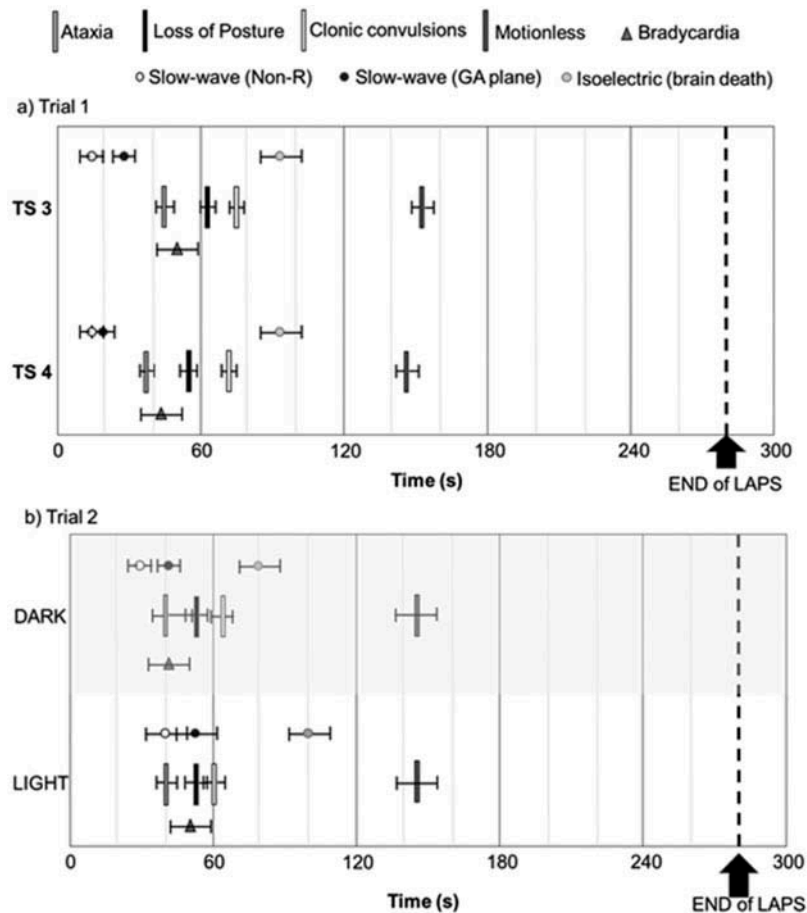 Ataxia Loss of Posture Clonic convulsions Motionless Bradycardia
Slow-wave (Non-R) Slow-wave (GA plane) Isoelectric (brain death)
a) Trial 1
TS 3
TS 4
0 60 120 180 240 300
Time (s)
END of LAPS
b) Trial 2
DARK
LIGHT
0 60 120 180 240 300
Time (s)
END of LAPS